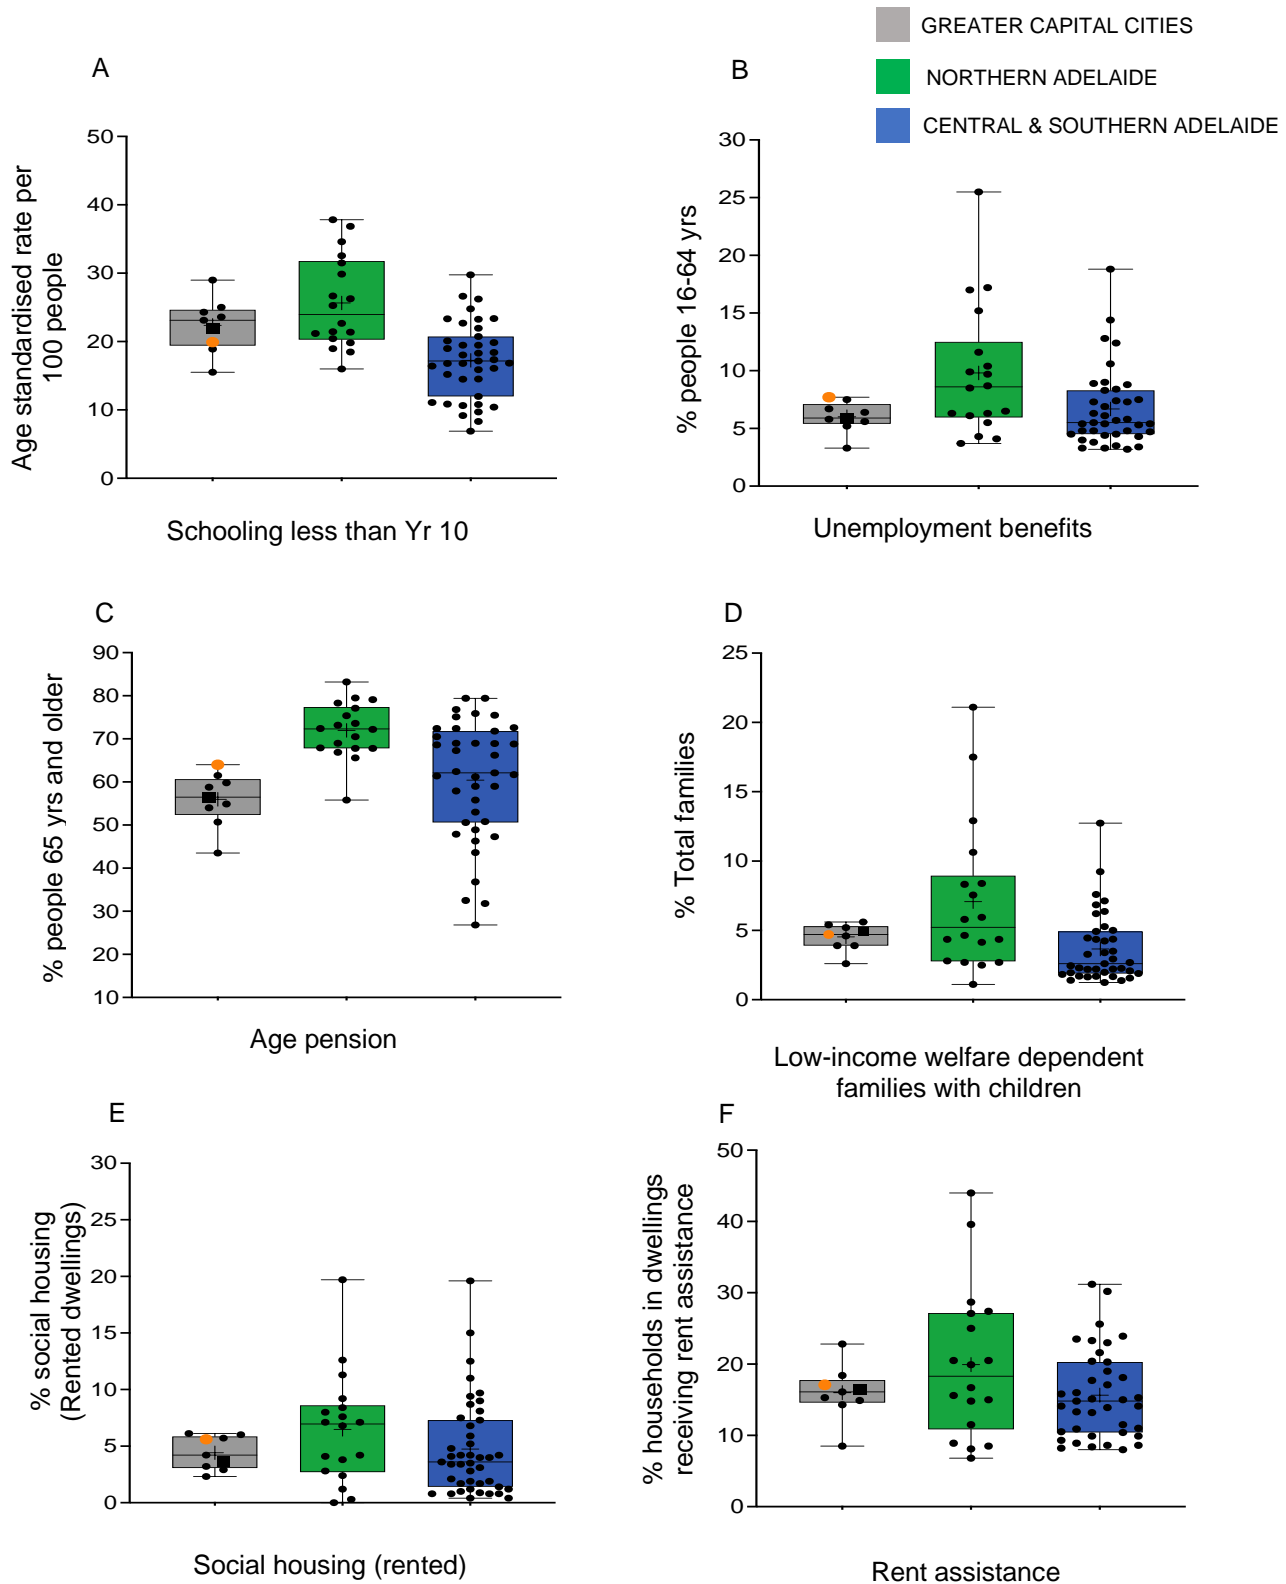 GREATER CAPITAL CITIES
NORTHERN ADELAIDE
CENTRAL & SOUTHERN ADELAIDE
A
Age standardised rate per
100 people
50
40
30
20
10
0
Schooling less than Yr 10
B
% people 16-64 yrs
30
25
20
15
10
5
0
Unemployment benefits
C
% people 65 yrs and older
90
80
70
60
50
40
30
20
10
Age pension
D
% Total families
25
20
15
10
5
0
Low-income welfare dependent
families with children
E
% social housing
(Rented dwellings)
30
25
20
15
10
5
0
Social housing (rented)
F
% households in dwellings
receiving rent assistance
50
40
30
20
10
0
Rent assistance